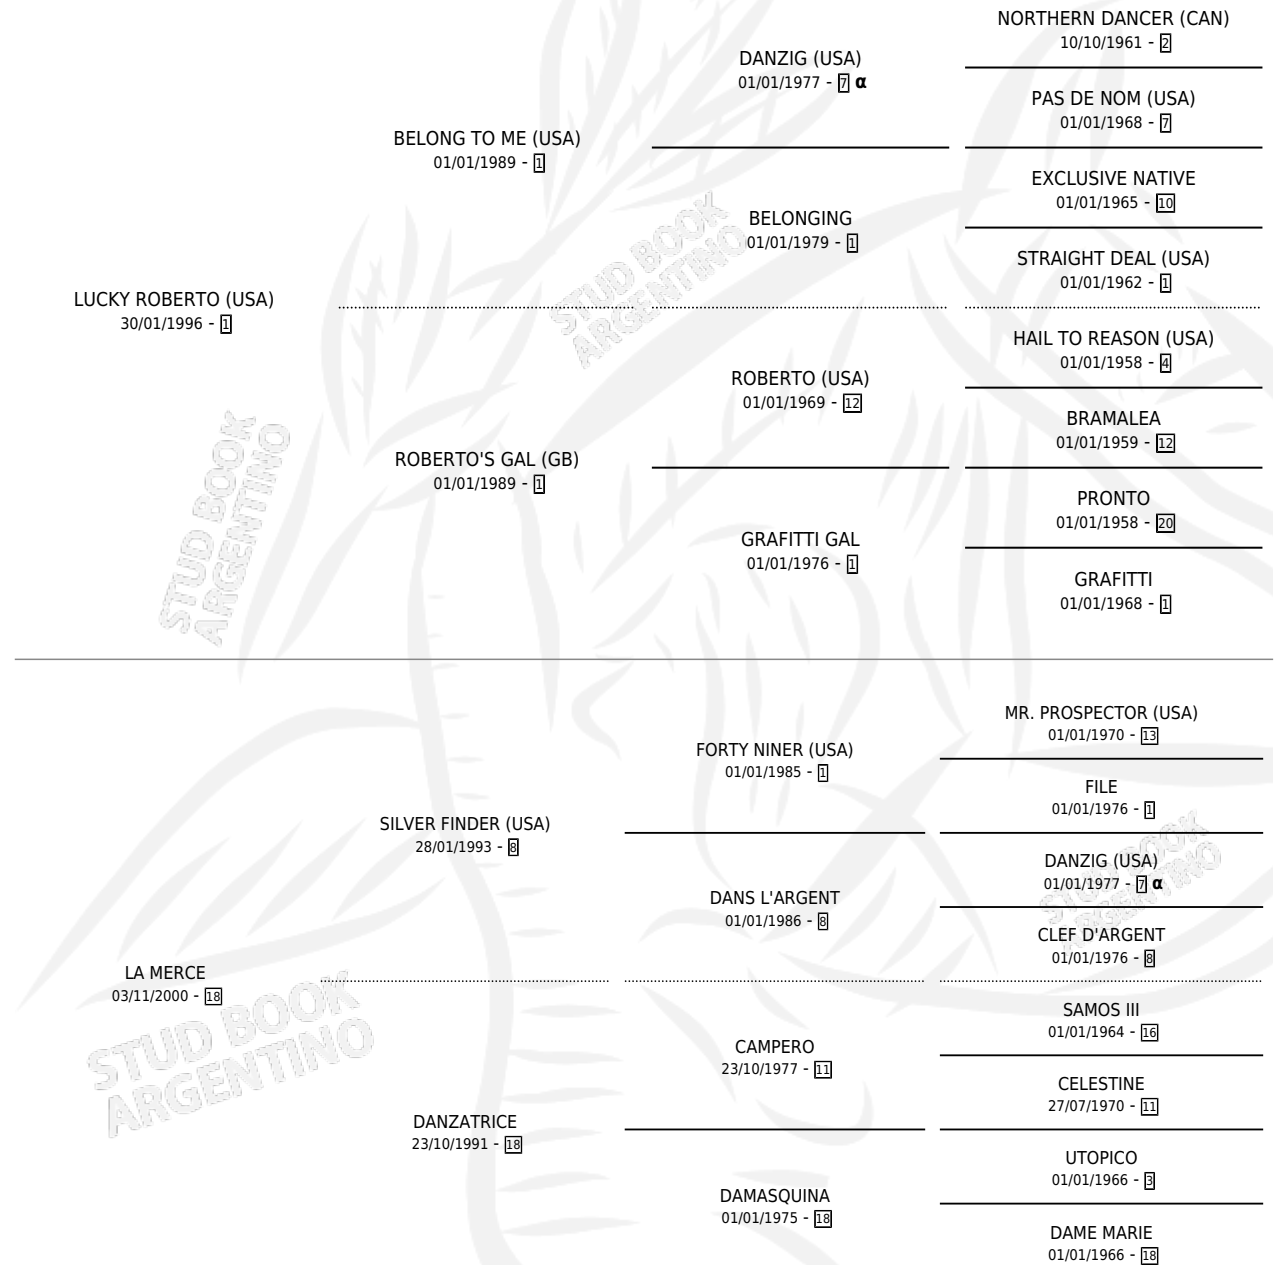 LUCKY ROBERTO (USA)
30/01/1996 - 1
BELONG TO ME (USA)
01/01/1989 - 1
DANZIG (USA)
01/01/1977 - 7 α
NORTHERN DANCER (CAN)
10/10/1961 - 2
PAS DE NOM (USA)
01/01/1968 - 7
BELONGING
01/01/1979 - 1
EXCLUSIVE NATIVE
01/01/1965 - 10
STRAIGHT DEAL (USA)
01/01/1962 - 1
ROBERTO'S GAL (GB)
01/01/1989 - 1
ROBERTO (USA)
01/01/1969 - 12
HAIL TO REASON (USA)
01/01/1958 - 4
BRAMALEA
01/01/1959 - 12
GRAFITTI GAL
01/01/1976 - 1
PRONTO
01/01/1958 - 20
GRAFITTI
01/01/1968 - 1
LA MERCE
03/11/2000 - 18
SILVER FINDER (USA)
28/01/1993 - 8
FORTY NINER (USA)
01/01/1985 - 1
MR. PROSPECTOR (USA)
01/01/1970 - 13
FILE
01/01/1976 - 1
DANS L'ARGENT
01/01/1986 - 8
DANZIG (USA)
01/01/1977 - 7 α
CLEF D'ARGENT
01/01/1976 - 8
DANZATRICE
23/10/1991 - 18
CAMPERO
23/10/1977 - 11
SAMOS III
01/01/1964 - 16
CELESTINE
27/07/1970 - 11
DAMASQUINA
01/01/1975 - 18
UTOPICO
01/01/1966 - 3
DAME MARIE
01/01/1966 - 18
STUD BOOK
ARGENTINO
STUD BOOK
ARGENTINO
STUD BOOK
ARGENTINO
STUD BOOK
ARGENTINO